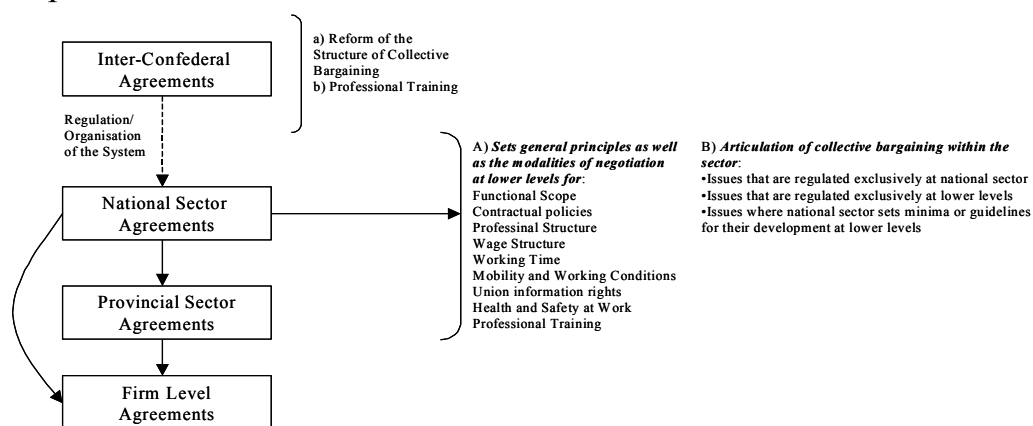 Inter-Confederal
Agreements
a) Reform of the
Structure of Collective
Bargaining
b) Professional Training
Regulation/
Organisation
of the System
National Sector
Agreements
A) Sets general principles as well
as the modalities of negotiation
at lower levels for:
Functional Scope
Contractual policies
Professinal Structure
Wage Structure
Working Time
Mobility and Working Conditions
Union information rights
Health and Safety at Work
Professional Training
B) Articulation of collective bargaining within the
sector:
•Issues that are regulated exclusively at national sector
•Issues that are regulated exclusively at lower levels
•Issues where national sector sets minima or guidelines
for their development at lower levels
Provincial Sector
Agreements
Firm Level
Agreements